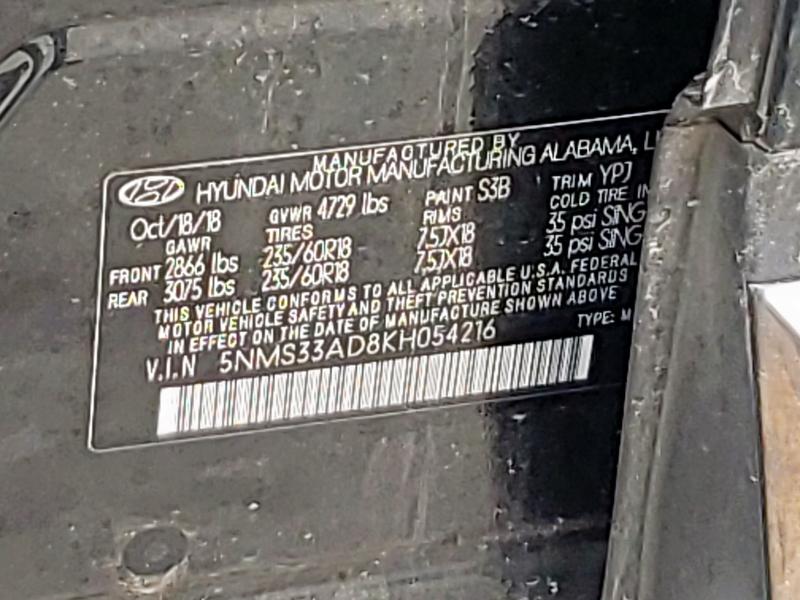 MANUFACTURED BY
HYUNDAI MOTOR MANUFACTURING ALABAMA,
Oct/18/18 GVWR 4729 lbs PAINT S3B TRIM YPJ
GAWR TIRES RIMS COLD TIRE
FRONT 2866 lbs 235/60R18 7.5JX18 35 psi SING
REAR 3075 lbs 235/60R18 7.5JX18 35 psi SING
THIS VEHICLE CONFORMS TO ALL APPLICABLE U.S.A. FEDERAL
MOTOR VEHICLE SAFETY AND THEFT PREVENTION STANDARDS
IN EFFECT ON THE DATE OF MANUFACTURE SHOWN ABOVE
V.I.N 5NMS33AD8KH054216 TYPE: M